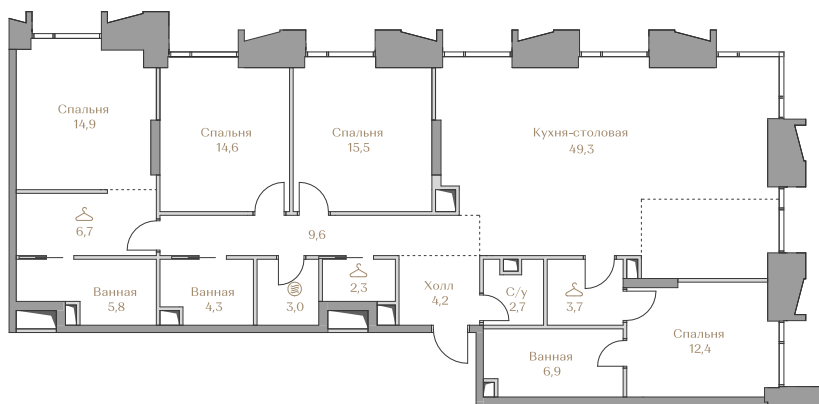 Спальня
14,9
Спальня
14,6
Спальня
15,5
Кухня-столовая
49,3
6,7
9,6
Ванная
5,8
Ванная
4,3
3,0
2,3
Холл
4,2
С/у
2,7
3,7
Спальня
12,4
Ванная
6,9